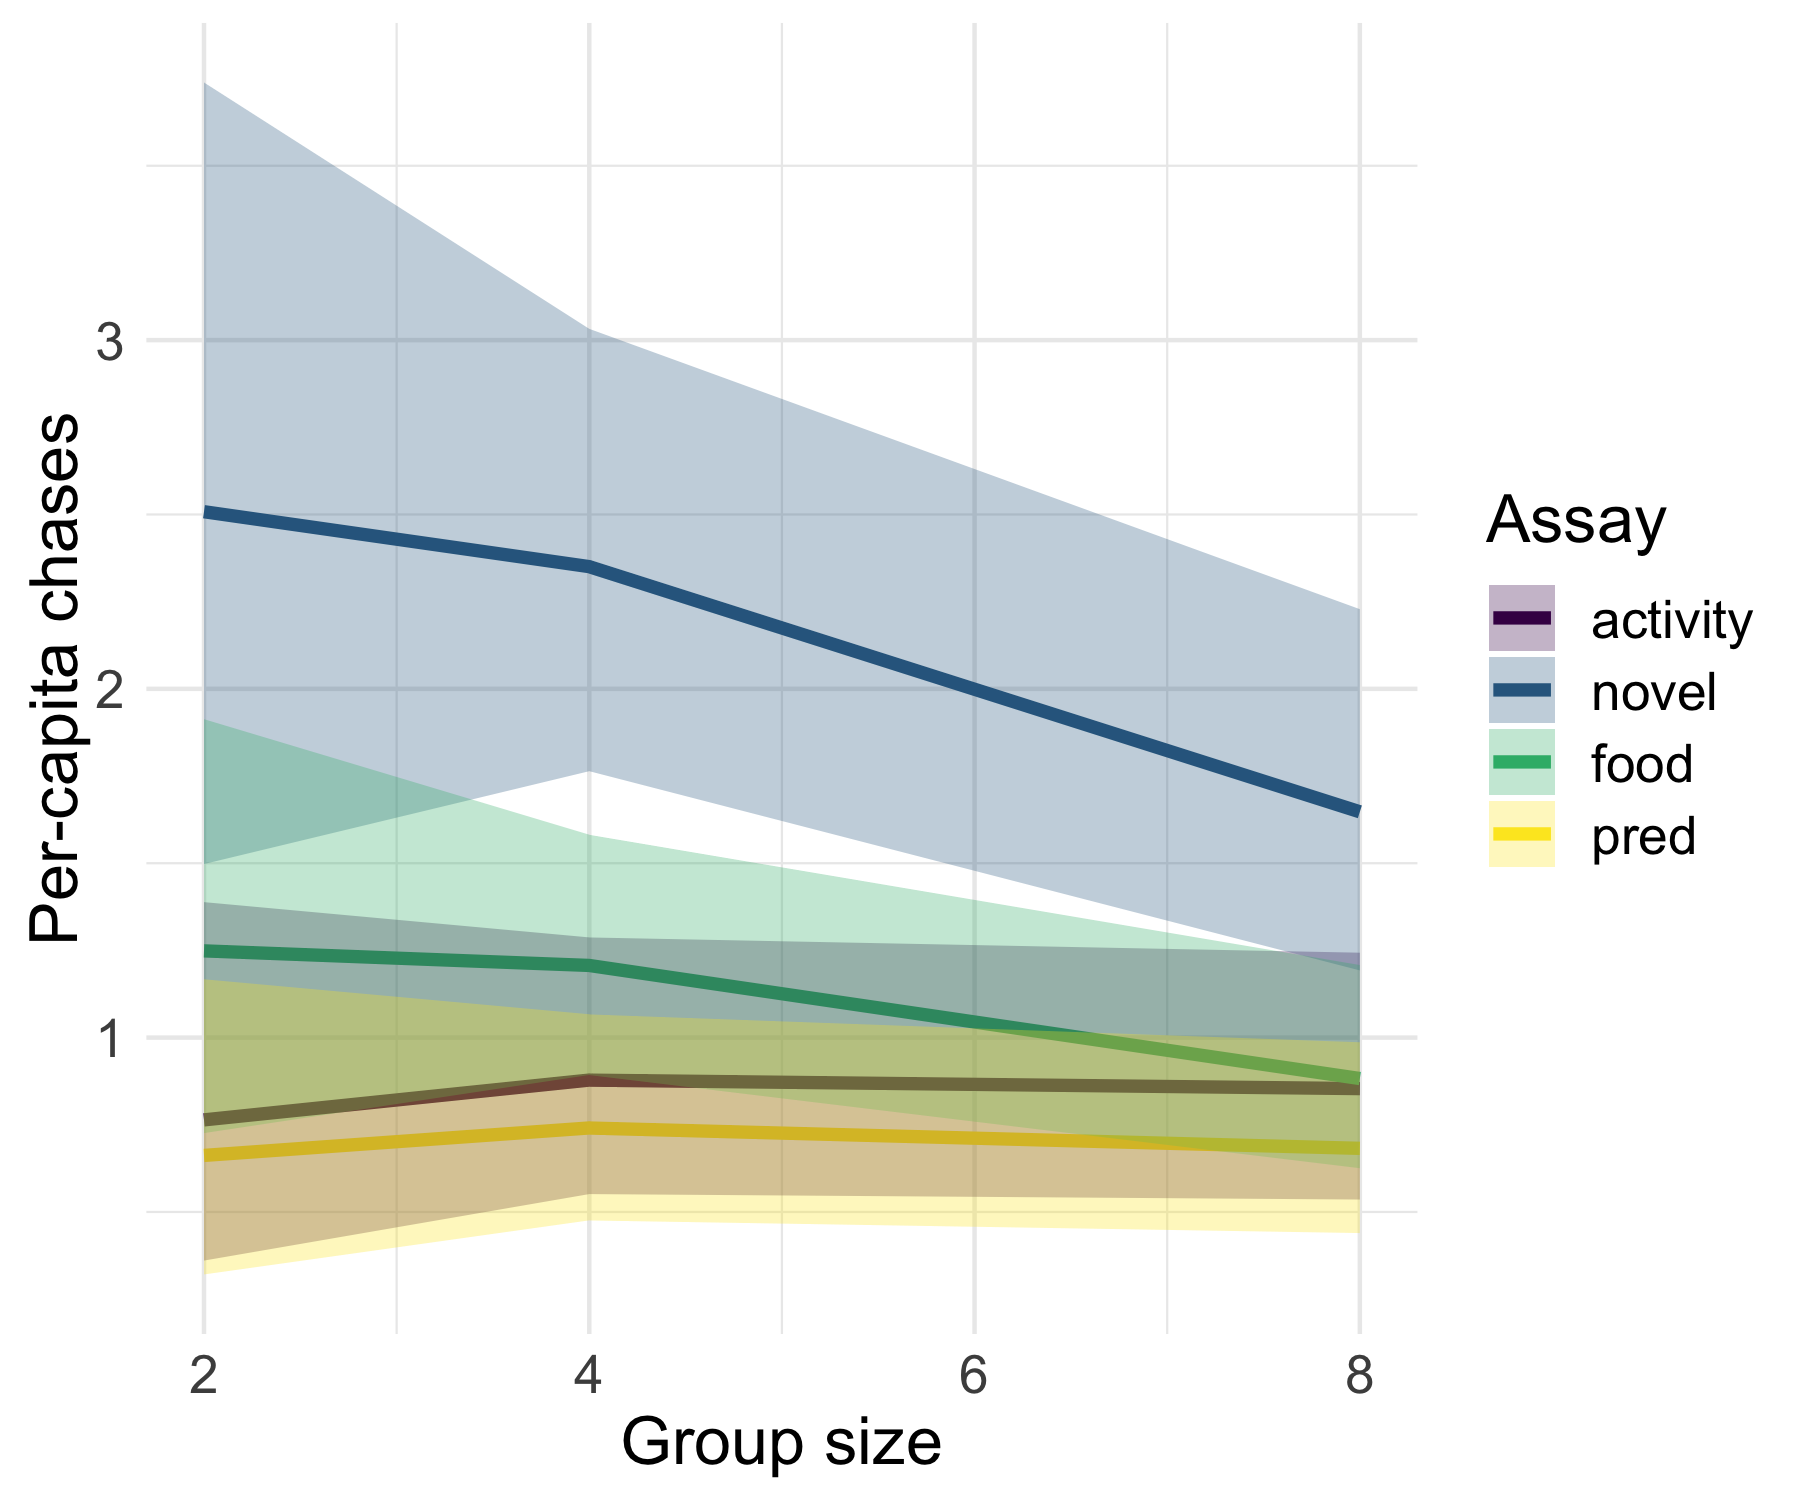 Per-capita chases
3
2
1
2 4 6 8
Group size
Assay
activity
novel
food
pred